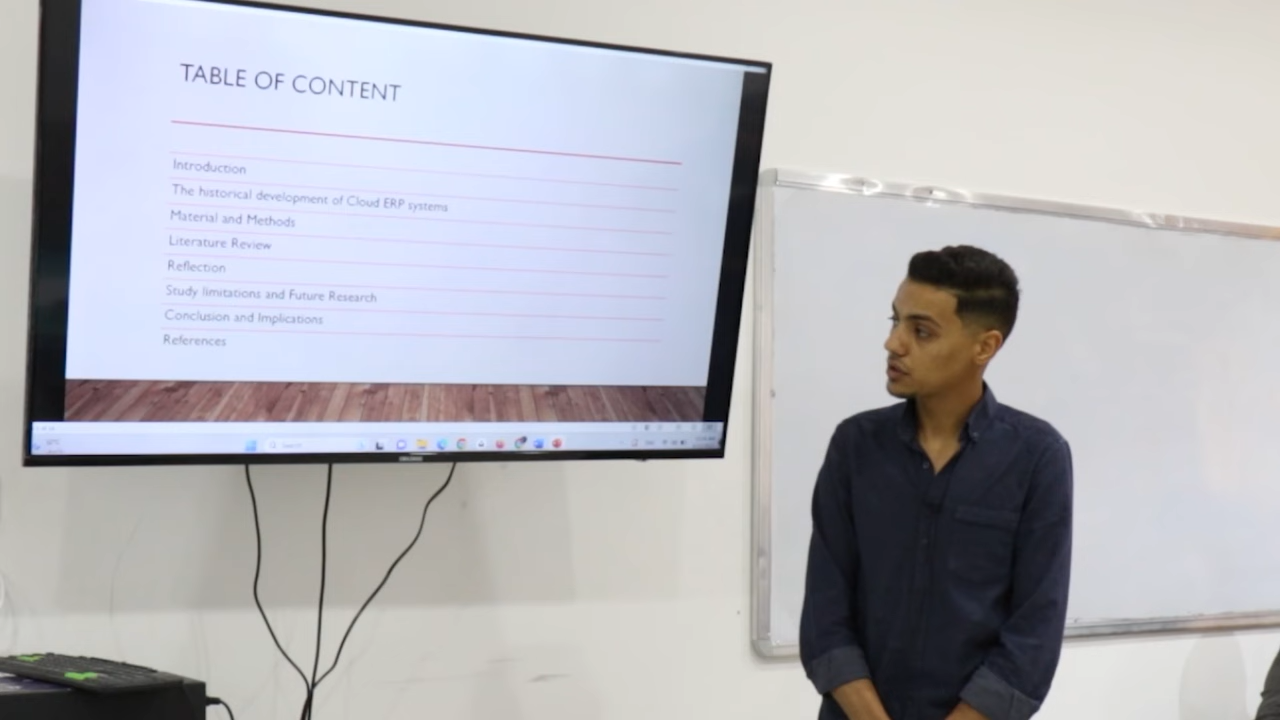 TABLE OF CONTENT
Introduction
The historical development of Cloud ERP systems
Material and Methods
Literature Review
Reflection
Study limitations and Future Research
Conclusion and Implications
References
Search